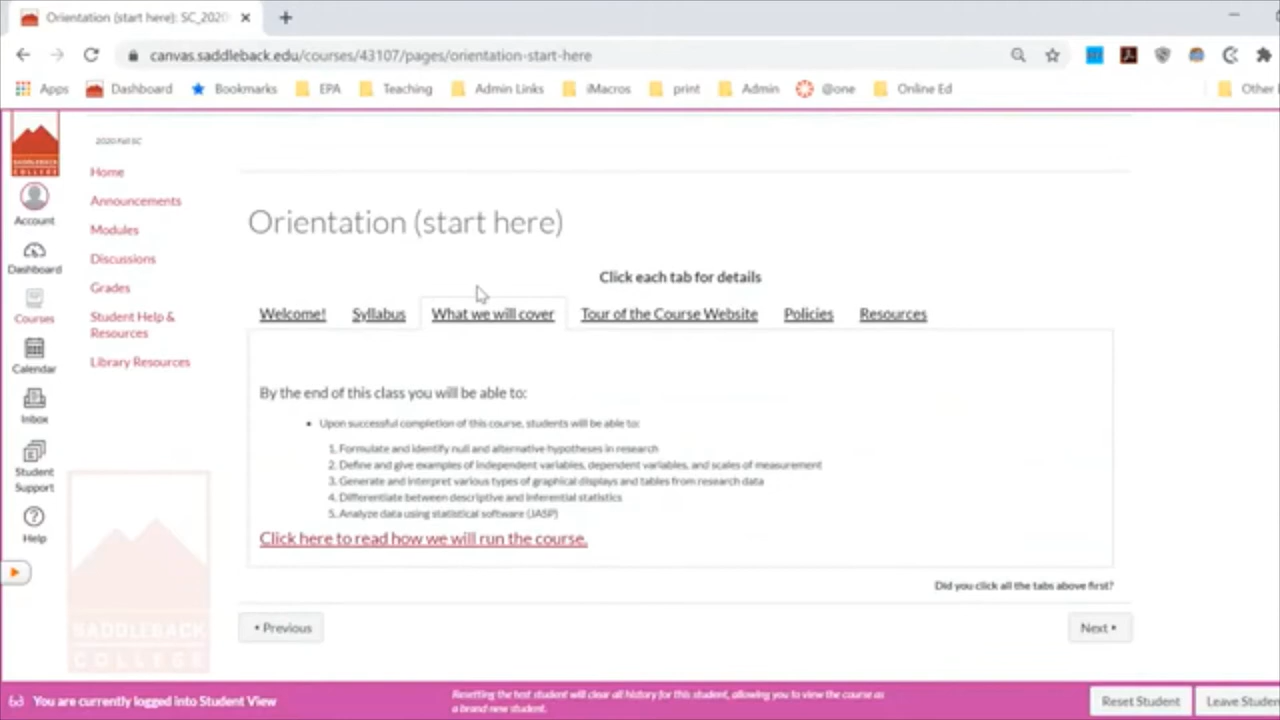 Orientation (start here): SC_2020
canvas.saddleback.edu/courses/43107/pages/orientation-start-here
Apps Dashboard Bookmarks EPA Teaching Admin Links iMacros print Admin @one Online Ed Other
SADDLEBACK
COLLEGE
Account
Dashboard
Courses
Calendar
Inbox
Student
Support
Help
2020 Fall SC
Home
Announcements
Modules
Discussions
Grades
Student Help &
Resources
Library Resources
SADDLEBACK
COLLEGE
Orientation (start here)
Click each tab for details
Welcome! Syllabus What we will cover Tour of the Course Website Policies Resources
By the end of this class you will be able to:
• Upon successful completion of this course, students will be able to:
1. Formulate and identify null and alternative hypotheses in research
2. Define and give examples of independent variables, dependent variables, and scales of measurement
3. Generate and interpret various types of graphical displays and tables from research data
4. Differentiate between descriptive and inferential statistics
5. Analyze data using statistical software (JASP)
Click here to read how we will run the course.
Did you click all the tabs above first?
Previous
Next
You are currently logged into Student View
Resetting the test student will clear all history for this student, allowing you to view the course as
a brand new student.
Reset Student
Leave Studen